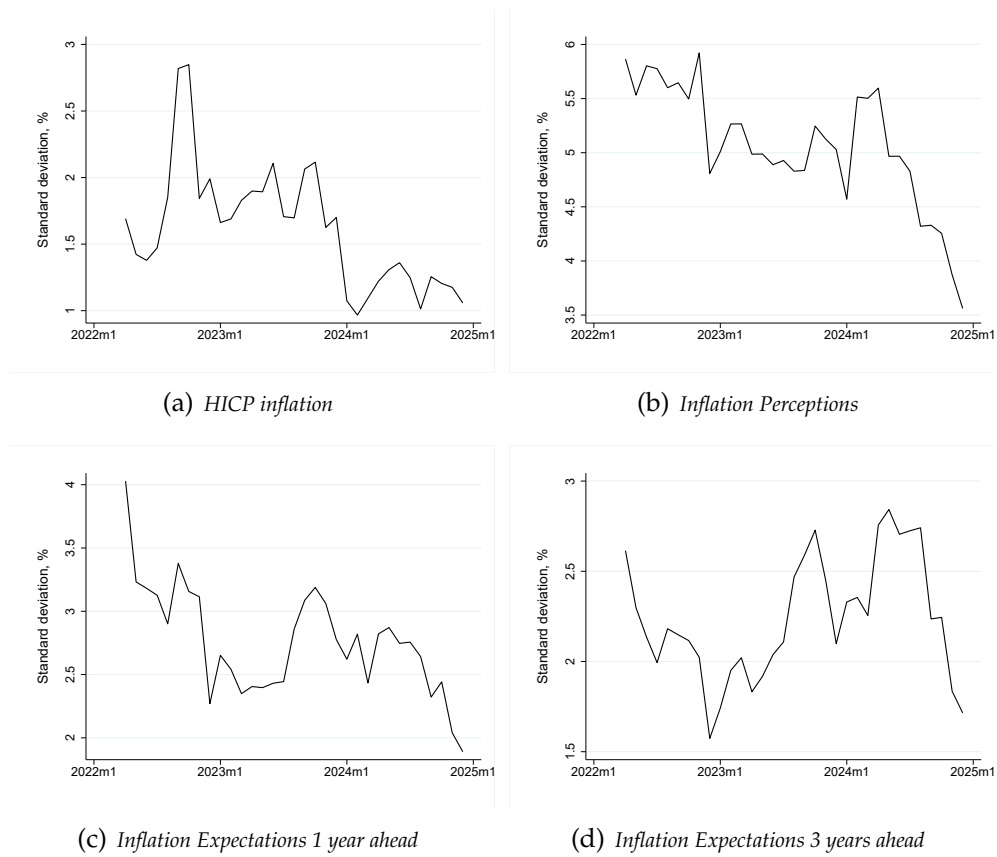 Standard deviation, %
3
2.5
2
1.5
1
2022m1 2023m1 2024m1 2025m1
(a) HICP inflation
Standard deviation, %
6
5.5
5
4.5
4
3.5
2022m1 2023m1 2024m1 2025m1
(b) Inflation Perceptions
Standard deviation, %
4
3.5
3
2.5
2
2022m1 2023m1 2024m1 2025m1
(c) Inflation Expectations 1 year ahead
Standard deviation, %
3
2.5
2
1.5
2022m1 2023m1 2024m1 2025m1
(d) Inflation Expectations 3 years ahead